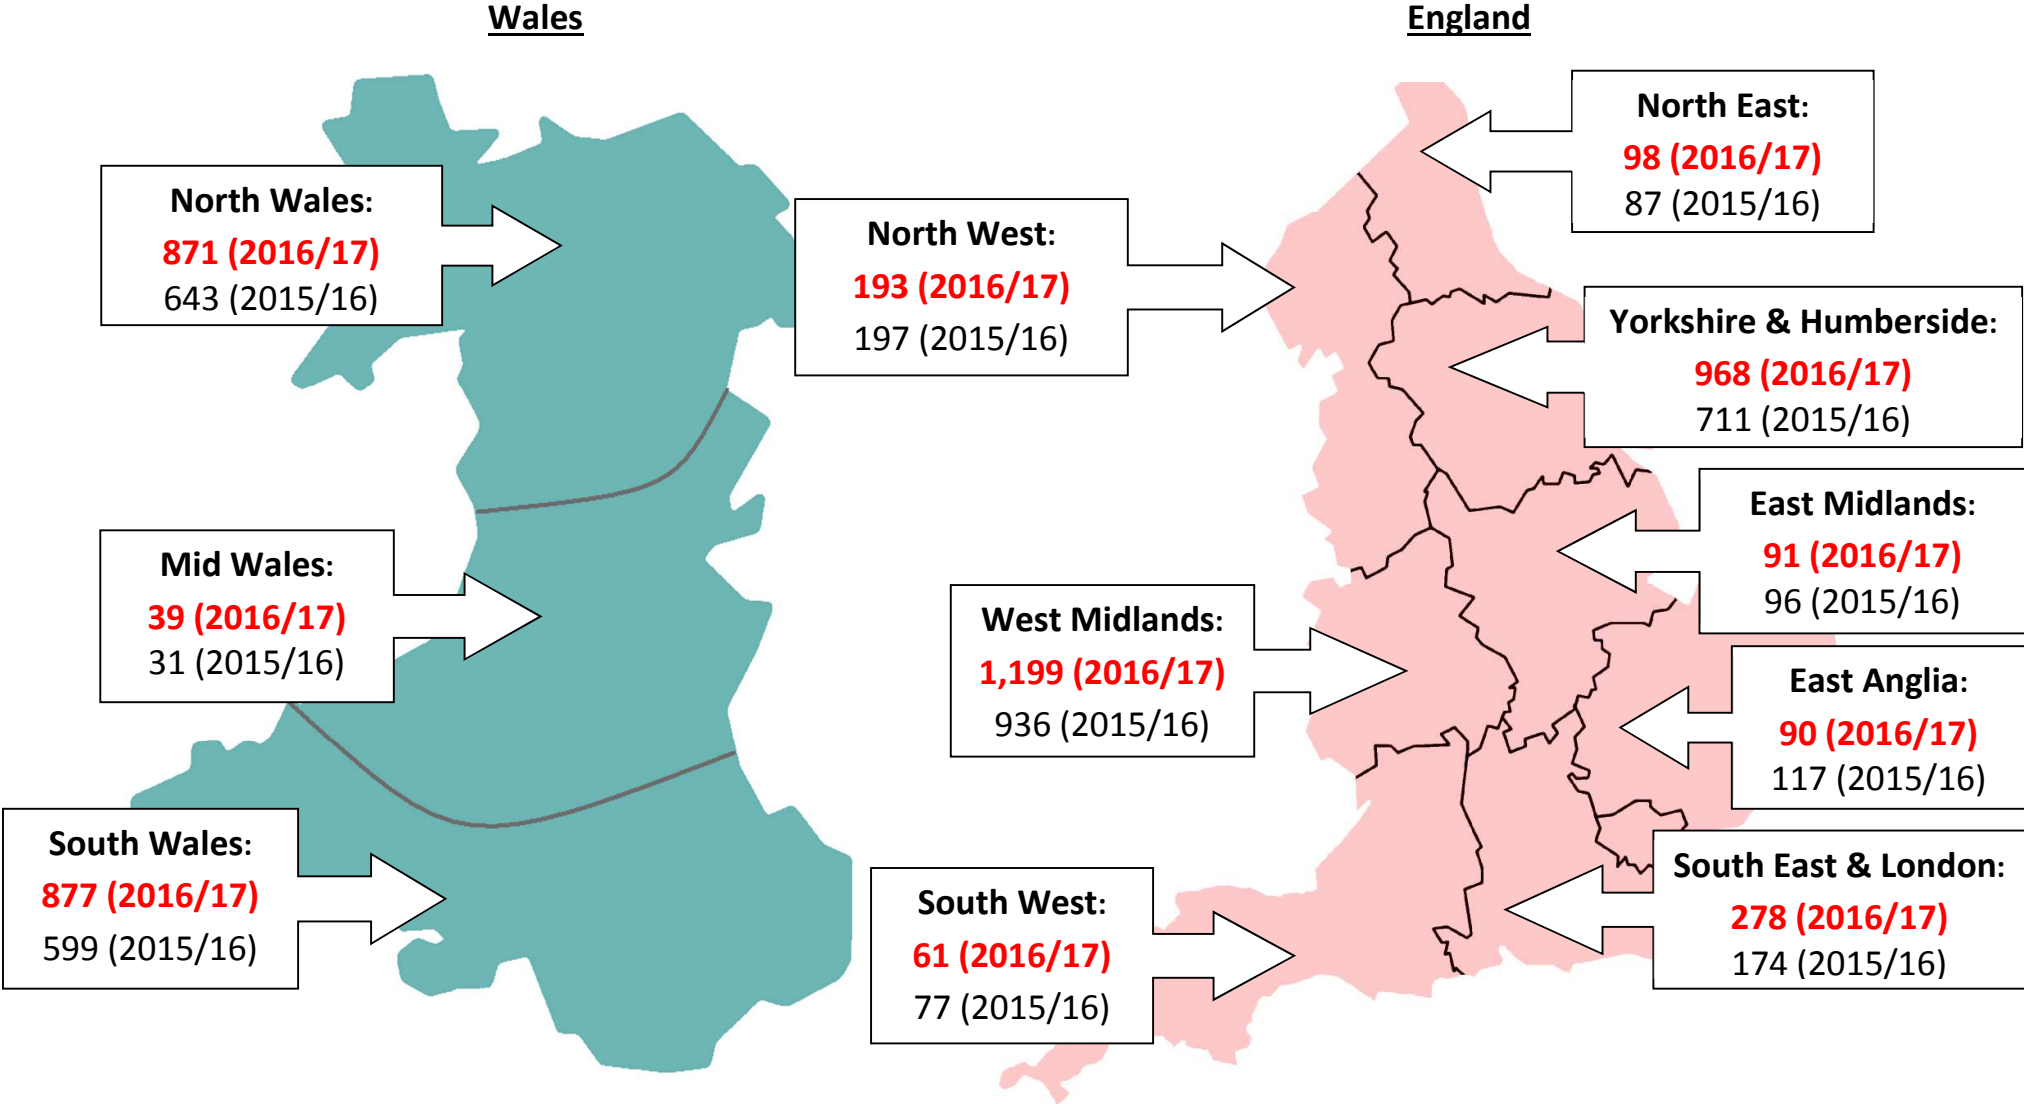 Wales
England
North Wales:
871 (2016/17)
643 (2015/16)
Mid Wales:
39 (2016/17)
31 (2015/16)
South Wales:
877 (2016/17)
599 (2015/16)
North East:
98 (2016/17)
87 (2015/16)
North West:
193 (2016/17)
197 (2015/16)
Yorkshire & Humberside:
968 (2016/17)
711 (2015/16)
East Midlands:
91 (2016/17)
96 (2015/16)
West Midlands:
1,199 (2016/17)
936 (2015/16)
East Anglia:
90 (2016/17)
117 (2015/16)
South East & London:
278 (2016/17)
174 (2015/16)
South West:
61 (2016/17)
77 (2015/16)